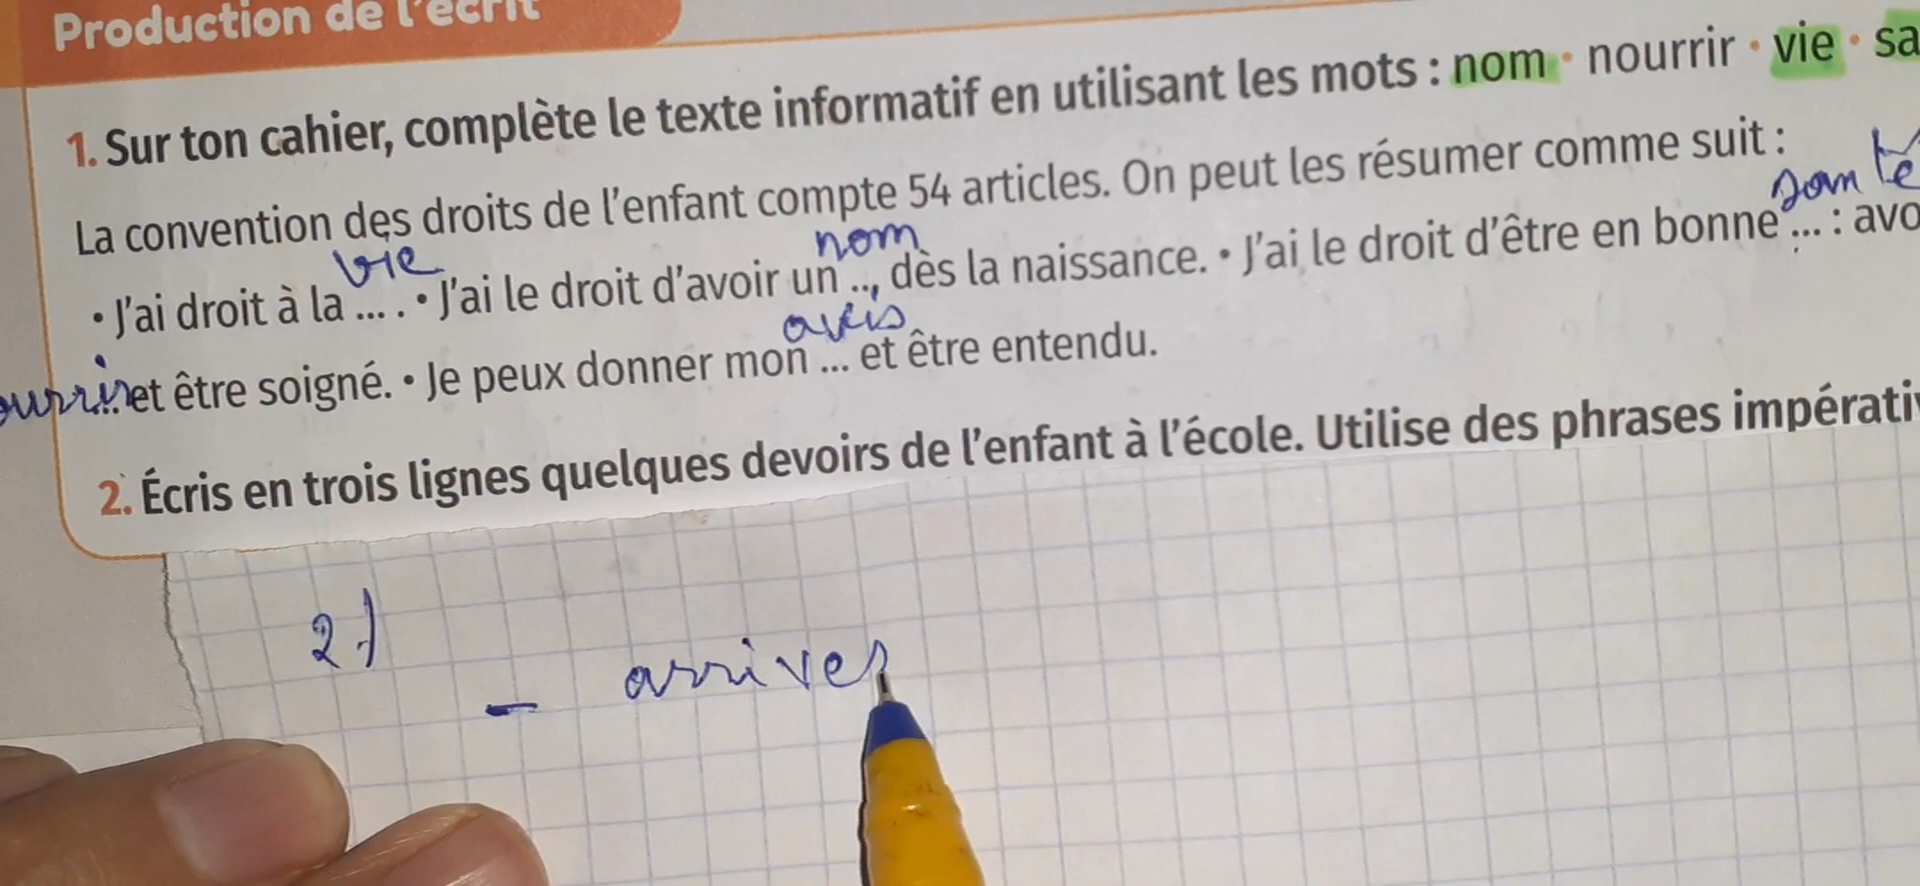 Production de l'écrit
1. Sur ton cahier, complète le texte informatif en utilisant les mots : nom • nourrir • vie • sa
La convention des droits de l'enfant compte 54 articles. On peut les résumer comme suit :
santé
vie
nom
• J'ai droit à la ... . • J'ai le droit d'avoir un .., dès la naissance. • J'ai le droit d'être en bonne ... : avo
avis
ourrir ... et être soigné. • Je peux donner mon ... et être entendu.
2. Écris en trois lignes quelques devoirs de l'enfant à l'école. Utilise des phrases impérativ
2)
- arrives